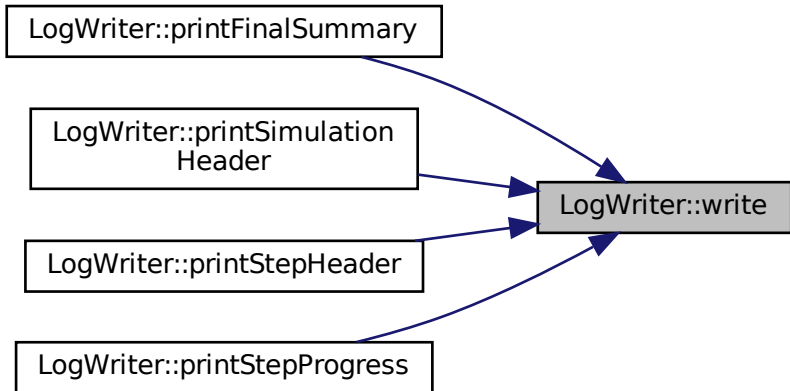 LogWriter::printFinalSummary
LogWriter::printSimulation
Header
LogWriter::write
LogWriter::printStepHeader
LogWriter::printStepProgress